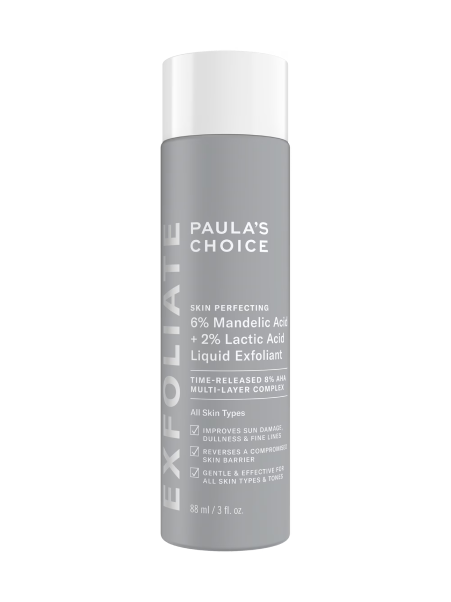 EXFOLIATE
PAULA'S
CHOICE
SKIN PERFECTING
6% Mandelic Acid
+ 2% Lactic Acid
Liquid Exfoliant
TIME-RELEASED 8% AHA
MULTI-LAYER COMPLEX
All Skin Types
IMPROVES SUN DAMAGE,
DULLNESS & FINE LINES
REVERSES A COMPROMISED
SKIN BARRIER
GENTLE & EFFECTIVE FOR
ALL SKIN TYPES & TONES
88 ml / 3 fl. oz.